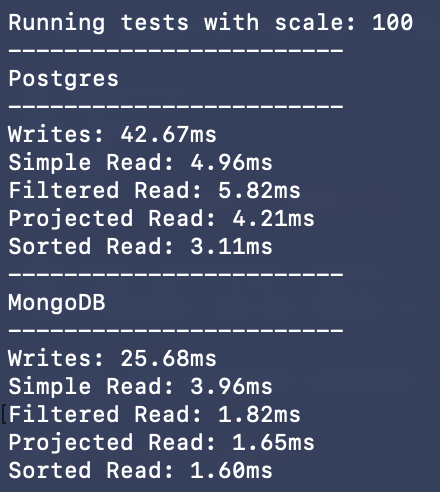 Running tests with scale: 100
------------------------
Postgres
------------------------
Writes: 42.67ms
Simple Read: 4.96ms
Filtered Read: 5.82ms
Projected Read: 4.21ms
Sorted Read: 3.11ms
------------------------
MongoDB
------------------------
Writes: 25.68ms
Simple Read: 3.96ms
[Filtered Read: 1.82ms
Projected Read: 1.65ms
Sorted Read: 1.60ms